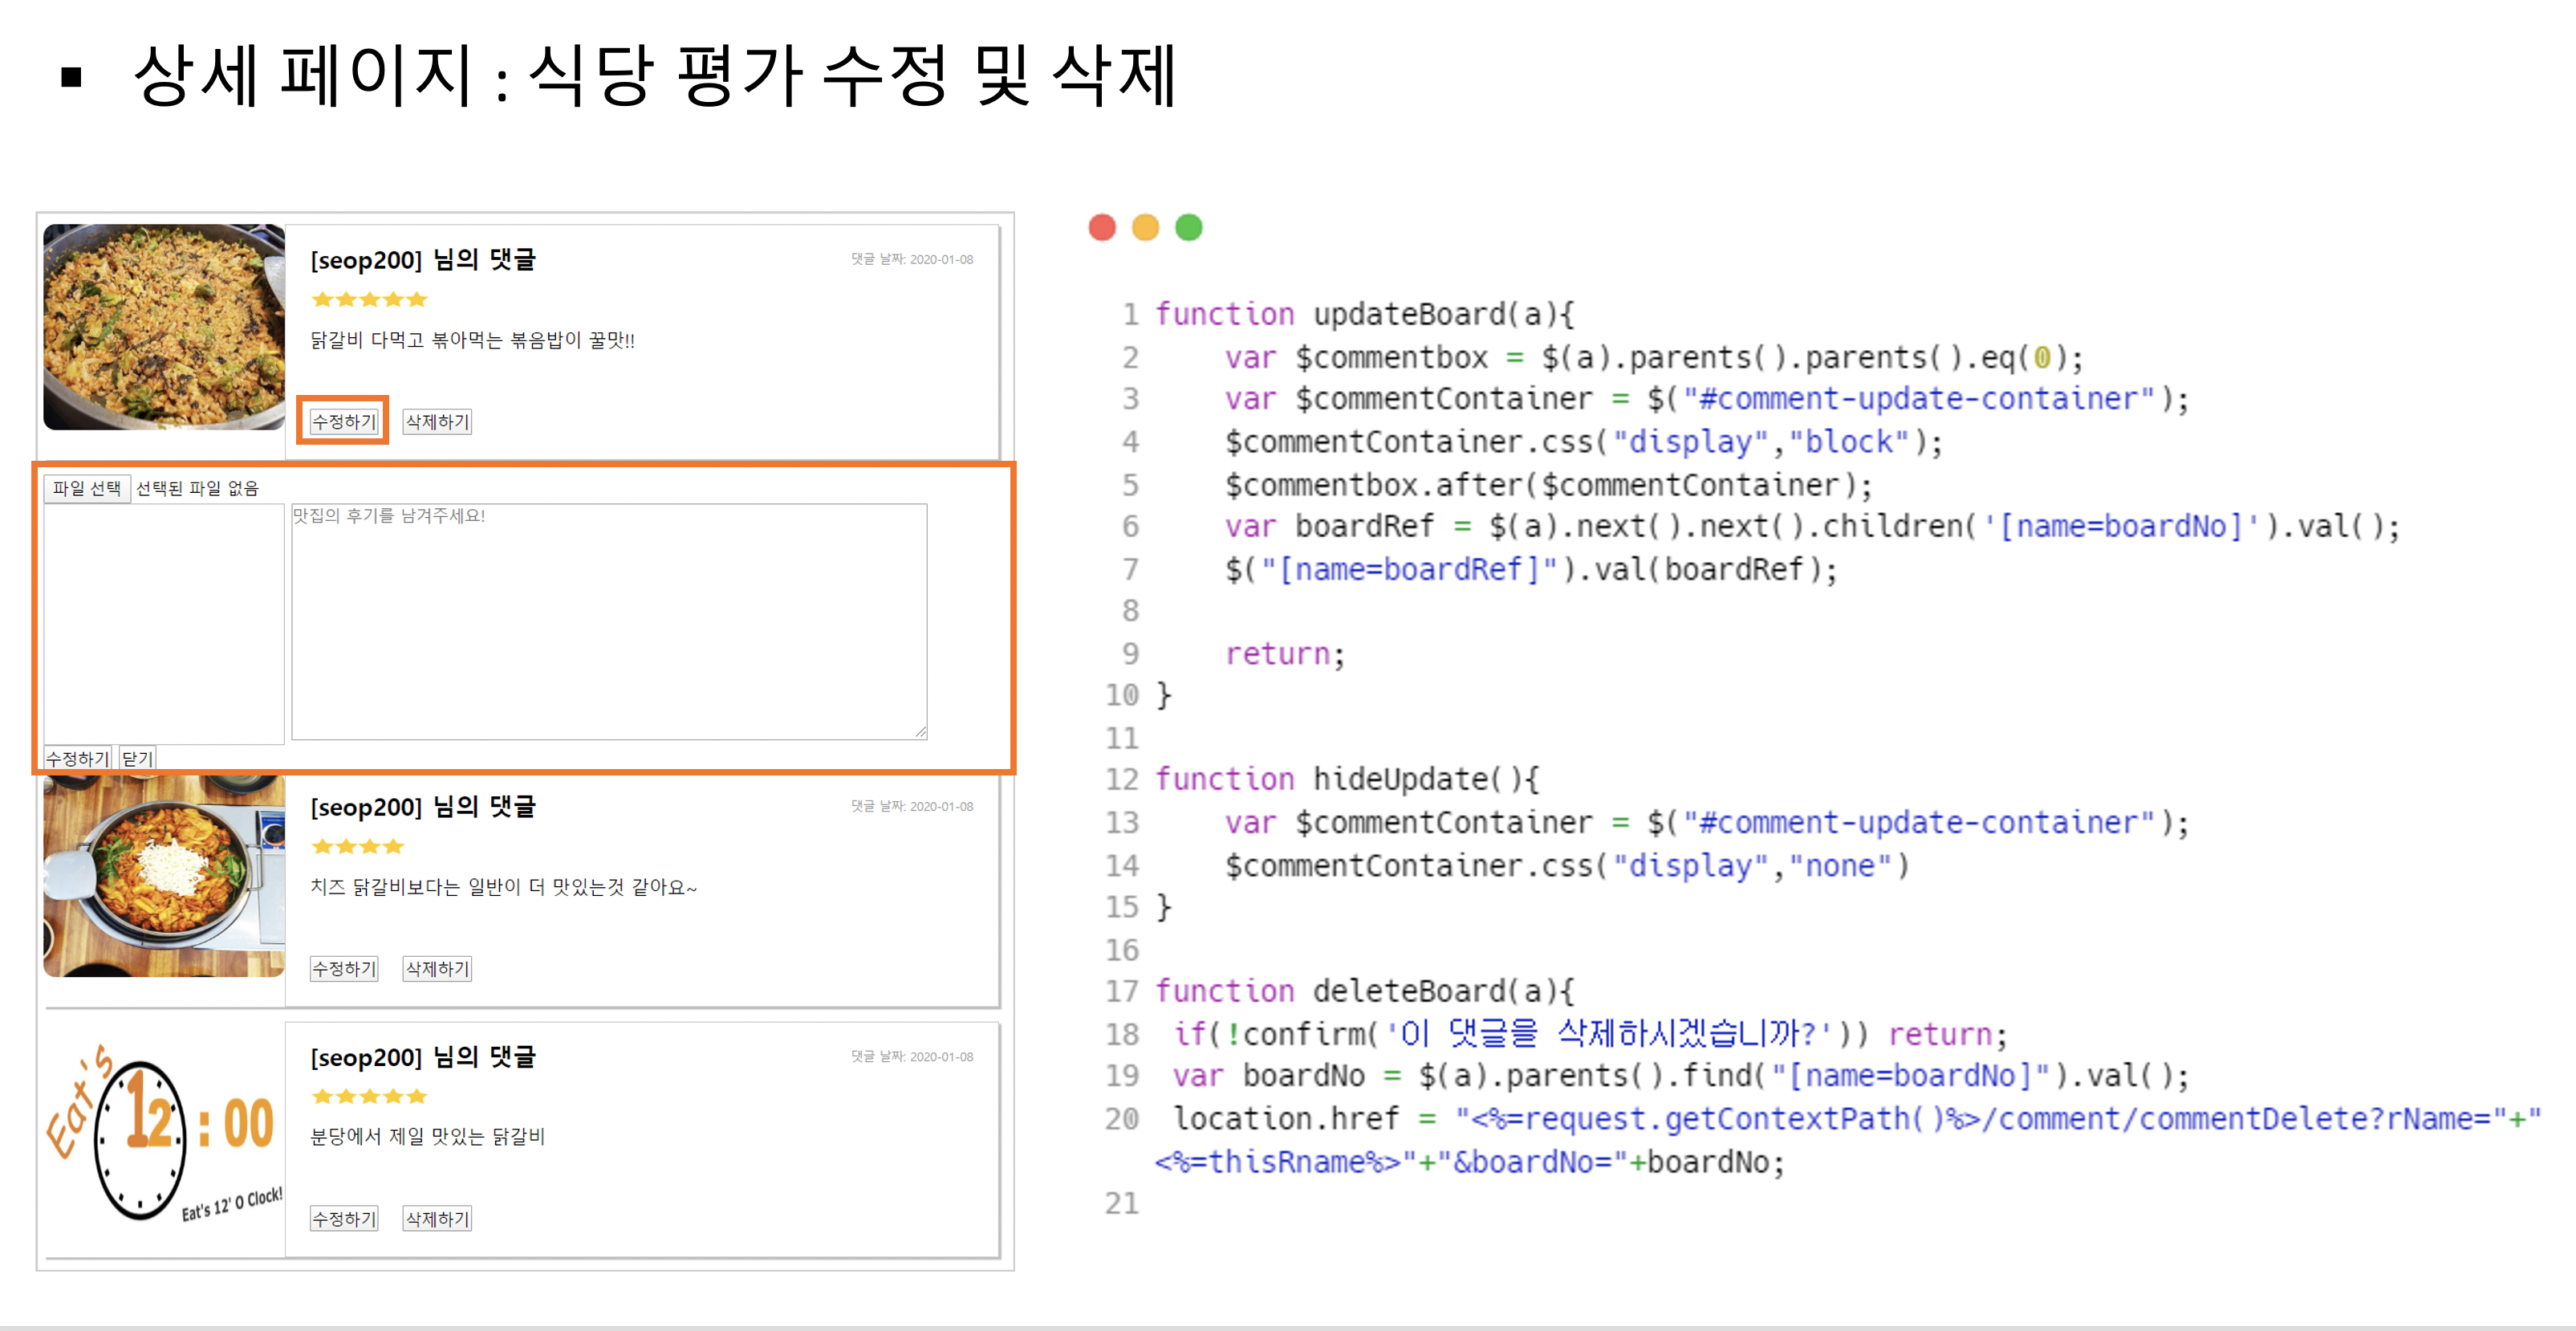 ▪ 상세 페이지 : 식당 평가 수정 및 삭제
[seop200] 님의 댓글
댓글 날짜: 2020-01-08
★★★★★
닭갈비 다먹고 볶아먹는 볶음밥이 꿀맛!!
수정하기 삭제하기
파일 선택 선택된 파일 없음
맛집의 후기를 남겨주세요!
수정하기 닫기
[seop200] 님의 댓글
댓글 날짜: 2020-01-08
★★★★
치즈 닭갈비보다는 일반이 더 맛있는것 같아요~
수정하기 삭제하기
Eat's
12 : 00
Eat's 12' O Clock!
[seop200] 님의 댓글
댓글 날짜: 2020-01-08
★★★★★
분당에서 제일 맛있는 닭갈비
수정하기 삭제하기
1 function updateBoard(a){
2     var $commentbox = $(a).parents().parents().eq(0);
3     var $commentContainer = $("#comment-update-container");
4     $commentContainer.css("display","block");
5     $commentbox.after($commentContainer);
6     var boardRef = $(a).next().next().children('[name=boardNo]').val();
7     $("[name=boardRef]").val(boardRef);
8
9     return;
10 }
11
12 function hideUpdate(){
13     var $commentContainer = $("#comment-update-container");
14     $commentContainer.css("display","none")
15 }
16
17 function deleteBoard(a){
18  if(!confirm('이 댓글을 삭제하시겠습니까?')) return;
19  var boardNo = $(a).parents().find("[name=boardNo]").val();
20  location.href = "<%=request.getContextPath()%>/comment/commentDelete?rName="+"
<%=thisRname%>"+"&boardNo="+boardNo;
21